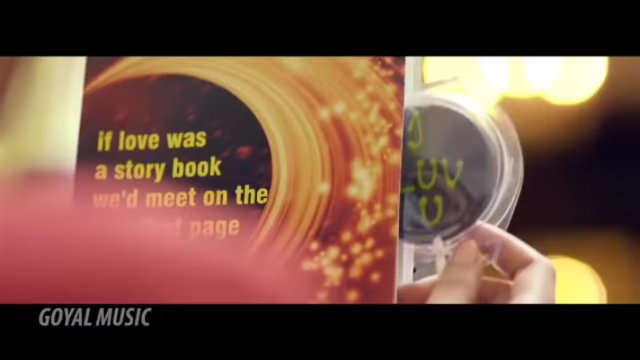 if love was
a story book
we'd meet on the
page
I
LUV
U
GOYAL MUSIC